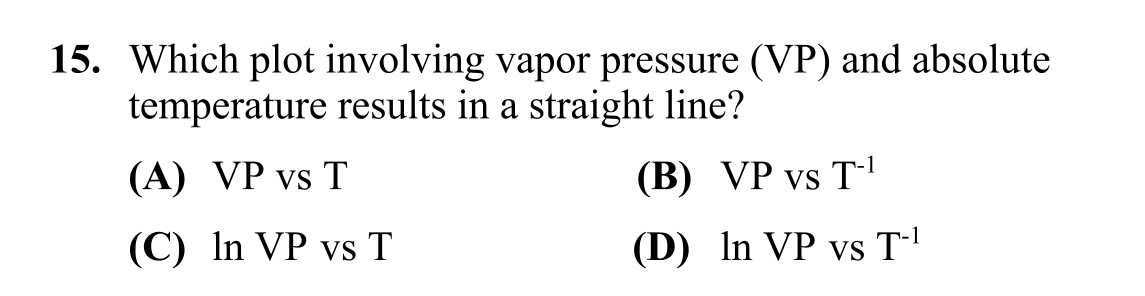 15. Which plot involving vapor pressure (VP) and absolute
temperature results in a straight line?
(A) VP vs T (B) VP vs T⁻¹
(C) ln VP vs T (D) ln VP vs T⁻¹